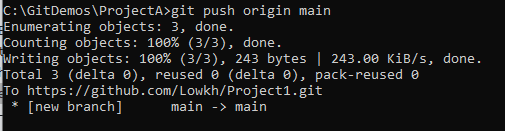 C:\GitDemos\ProjectA>git push origin main
Enumerating objects: 3, done.
Counting objects: 100% (3/3), done.
Writing objects: 100% (3/3), 243 bytes | 243.00 KiB/s, done.
Total 3 (delta 0), reused 0 (delta 0), pack-reused 0
To https://github.com/Lowkh/Project1.git
 * [new branch]      main -> main